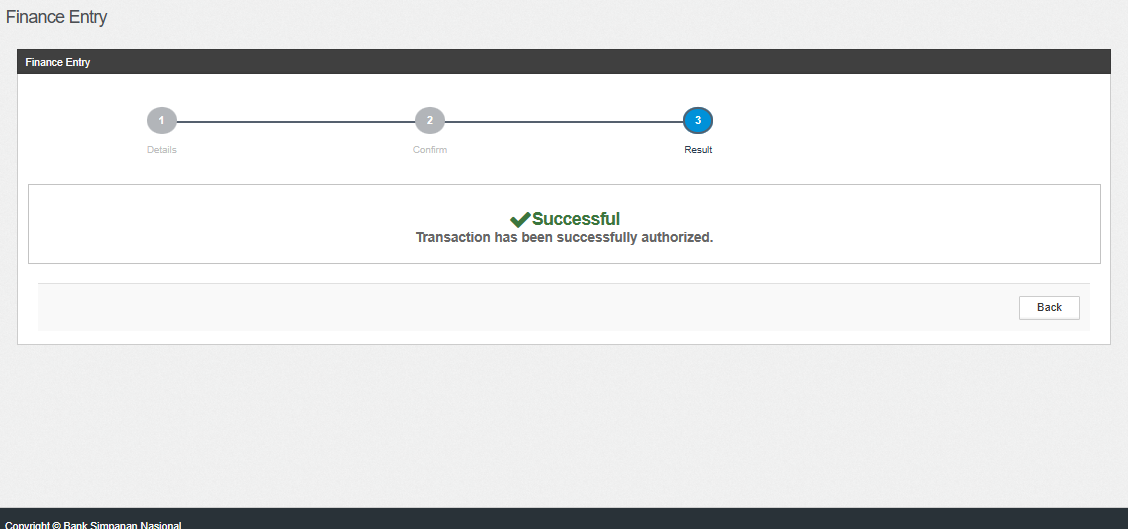 Finance Entry
Finance Entry
1
2
3
Details
Confirm
Result
Successful
Transaction has been successfully authorized.
Back
Copyright © Bank Simpanan Nasional